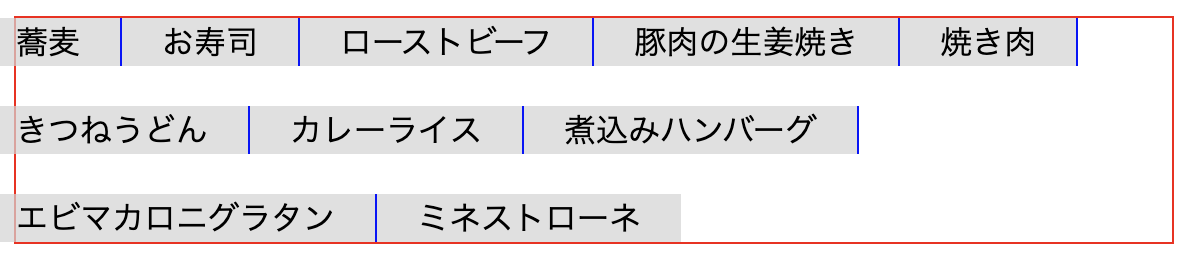 蕎麦 お寿司 ローストビーフ 豚肉の生姜焼き 焼き肉
きつねうどん カレーライス 煮込みハンバーグ
エビマカロニグラタン ミネストローネ